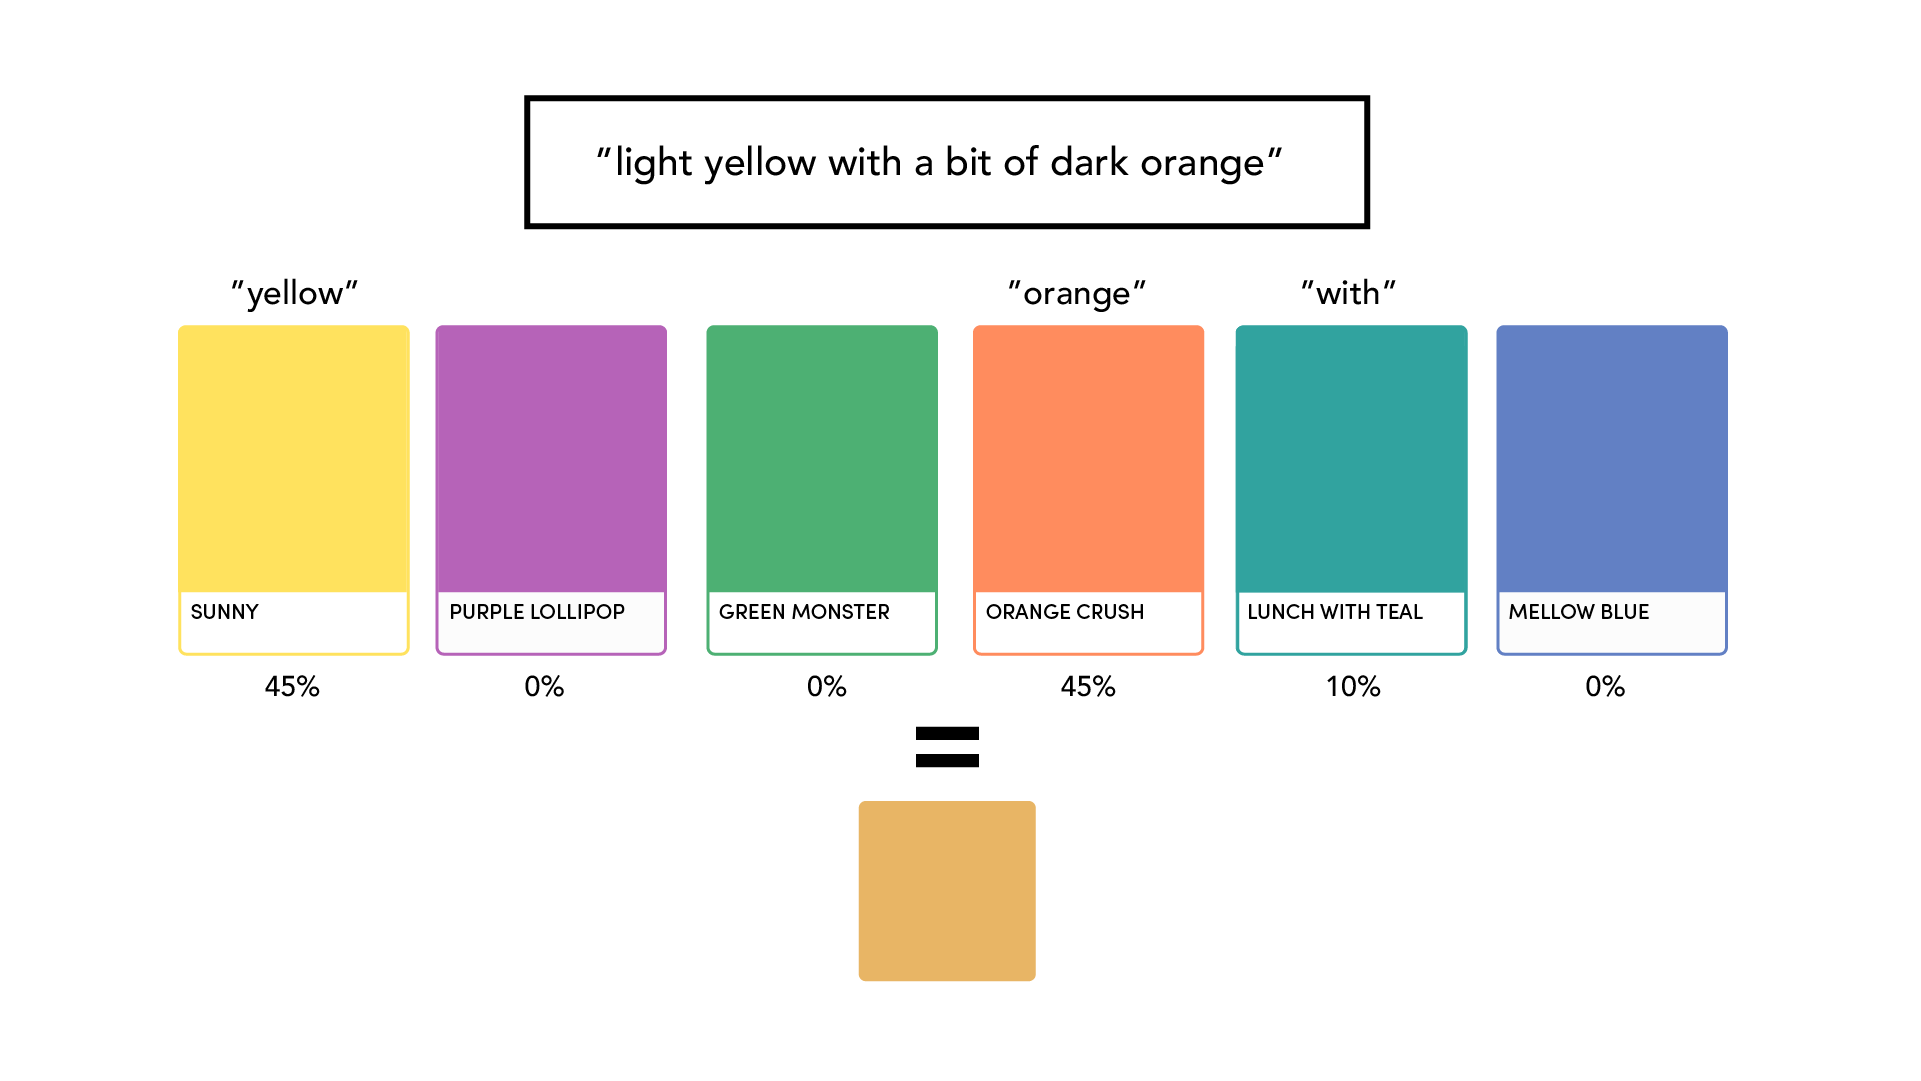 ”light yellow with a bit of dark orange”
”yellow” ”orange” ”with”
SUNNY PURPLE LOLLIPOP GREEN MONSTER ORANGE CRUSH LUNCH WITH TEAL MELLOW BLUE
45% 0% 0% 45% 10% 0%
=